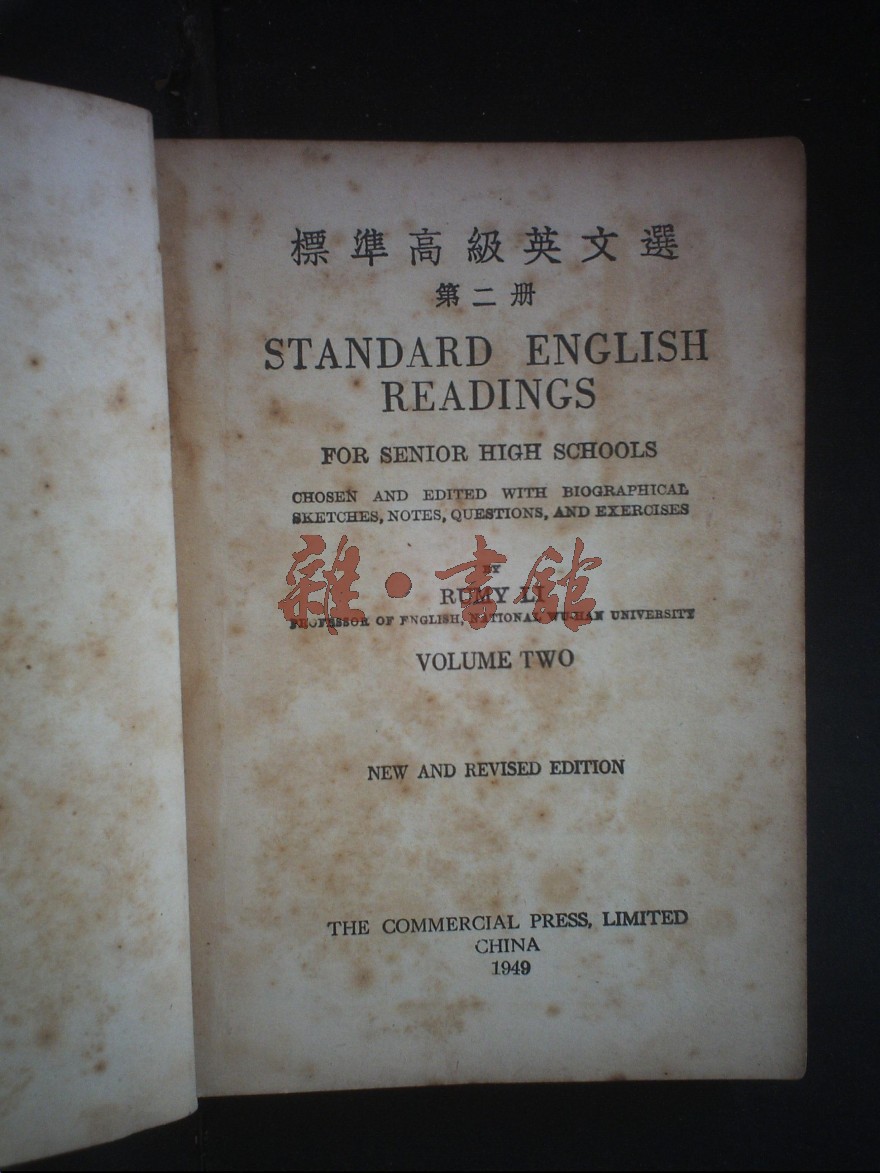 標準高級英文選
第二册
STANDARD ENGLISH
READINGS
FOR SENIOR HIGH SCHOOLS
CHOSEN AND EDITED WITH BIOGRAPHICAL
SKETCHES, NOTES, QUESTIONS, AND EXERCISES
BY
雜·書館
RUMY LI
PROFESSOR OF ENGLISH, NATIONAL WU-HAN UNIVERSITY
VOLUME TWO
NEW AND REVISED EDITION
THE COMMERCIAL PRESS, LIMITED
CHINA
1949